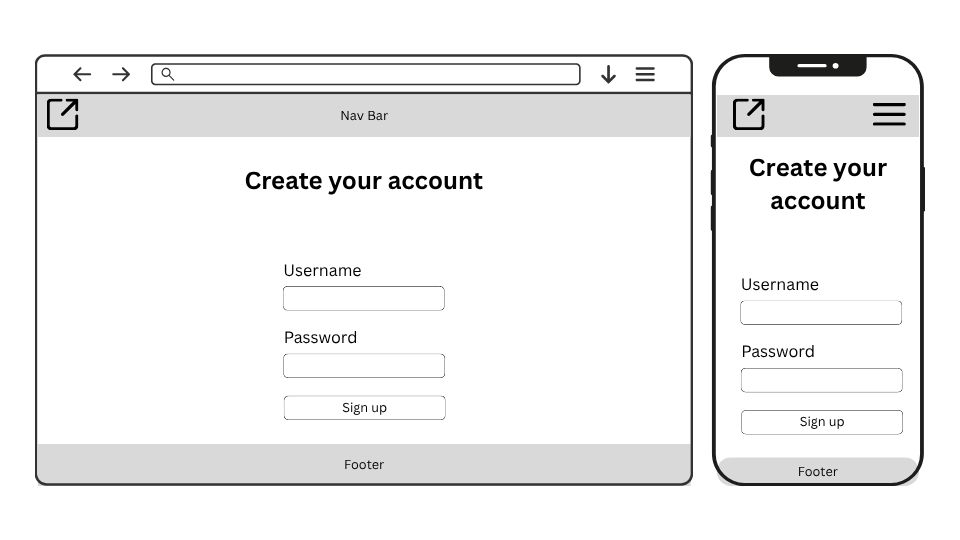 Nav Bar
Create your account
Username
Password
Sign up
Footer
Create your
account
Username
Password
Sign up
Footer